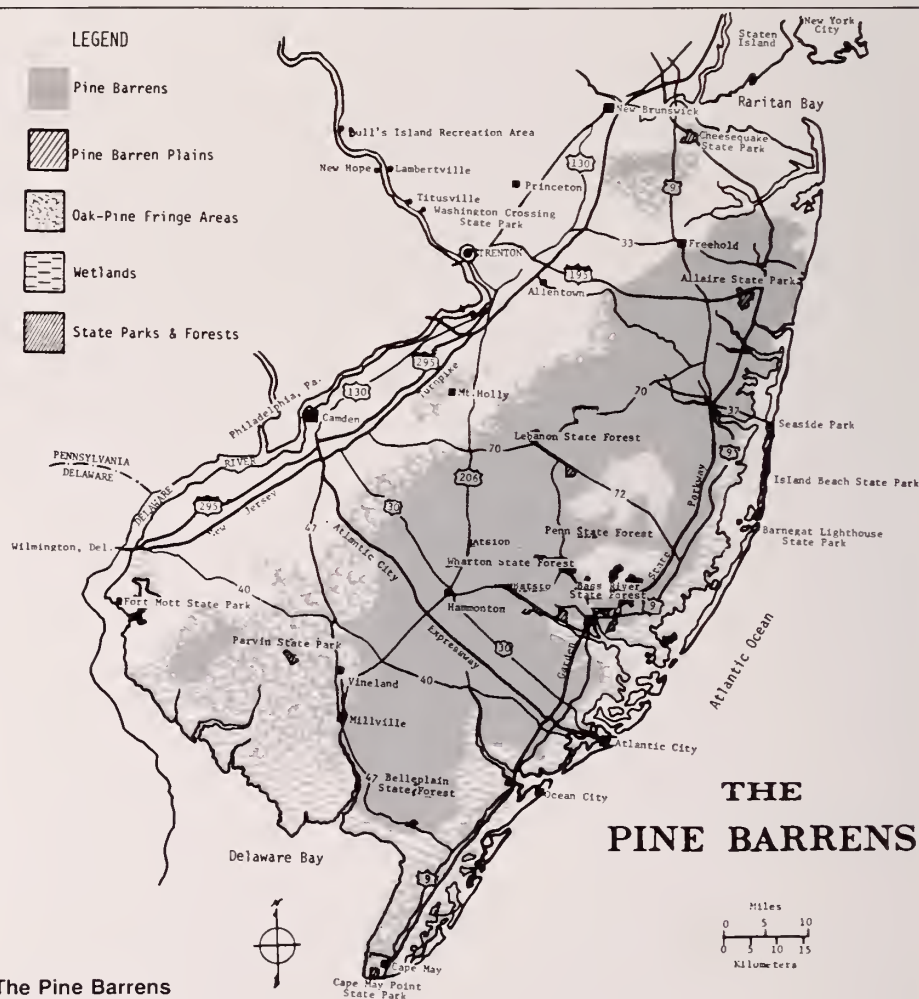 LEGEND
Pine Barrens
Pine Barren Plains
Oak-Pine Fringe Areas
Wetlands
State Parks & Forests
New York
City
Staten
Island
Raritan Bay
New Brunswick
Cheesequake
State Park
Bull's Island Recreation Area
130
New Hope
Lambertville
Princeton
9
Titusville
Washington Crossing
State Park
33
Freehold
TRENTON
195
Allentown
Allaire State Park
295
Turnpike
130
Philadelphia, Pa.
Mt.Holly
70
37
Camden
Seaside Park
Lebanon State Forest
70
9
PENNSYLVANIA
DELAWARE
RIVER
206
72
Parkway
Island Beach State Park
DELAWARE
295
Jersey
30
47
Atlantic City
Penn State Forest
Barnegat Lighthouse
State Park
Wilmington, Del.
State
Wharton State Forest
Batsto
Bass River
State Forest
40
9
Fort Mott State Park
Hammonton
Parvin State Park
Expressway
30
Garden
Atlantic Ocean
Vineland
40
Millville
Atlantic City
47
Belleplain
State Forest
Ocean City
THE
PINE BARRENS
Delaware Bay
9
Miles
0 5 10
0 5 10 15
Kilometers
N
Cape May
Cape May Point
State Park
The Pine Barrens